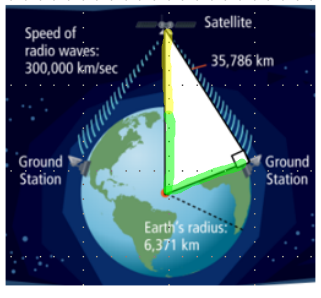 Satellite
Speed of
radio waves:
300,000 km/sec
35,786 km
Ground
Station
Ground
Station
Earth's radius:
6,371 km